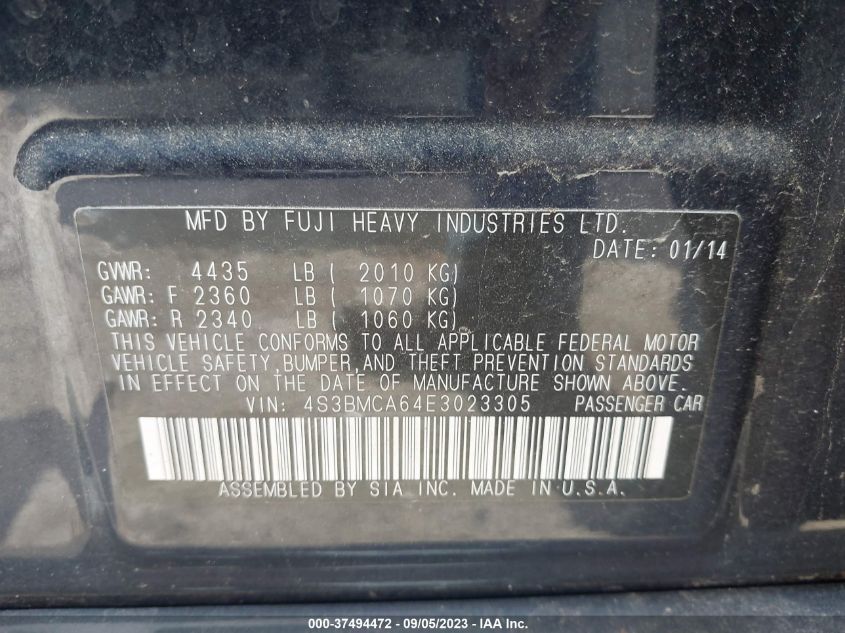 MFD BY FUJI HEAVY INDUSTRIES LTD.
DATE: 01/14
GVWR: 4435 LB ( 2010 KG)
GAWR: F 2360 LB ( 1070 KG)
GAWR: R 2340 LB ( 1060 KG)
THIS VEHICLE CONFORMS TO ALL APPLICABLE FEDERAL MOTOR
VEHICLE SAFETY, BUMPER, AND THEFT PREVENTION STANDARDS
IN EFFECT ON THE DATE OF MANUFACTURE SHOWN ABOVE.
VIN: 4S3BMCA64E3023305 PASSENGER CAR
ASSEMBLED BY SIA INC. MADE IN U.S.A.
000-37494472 - 09/05/2023 - IAA Inc.